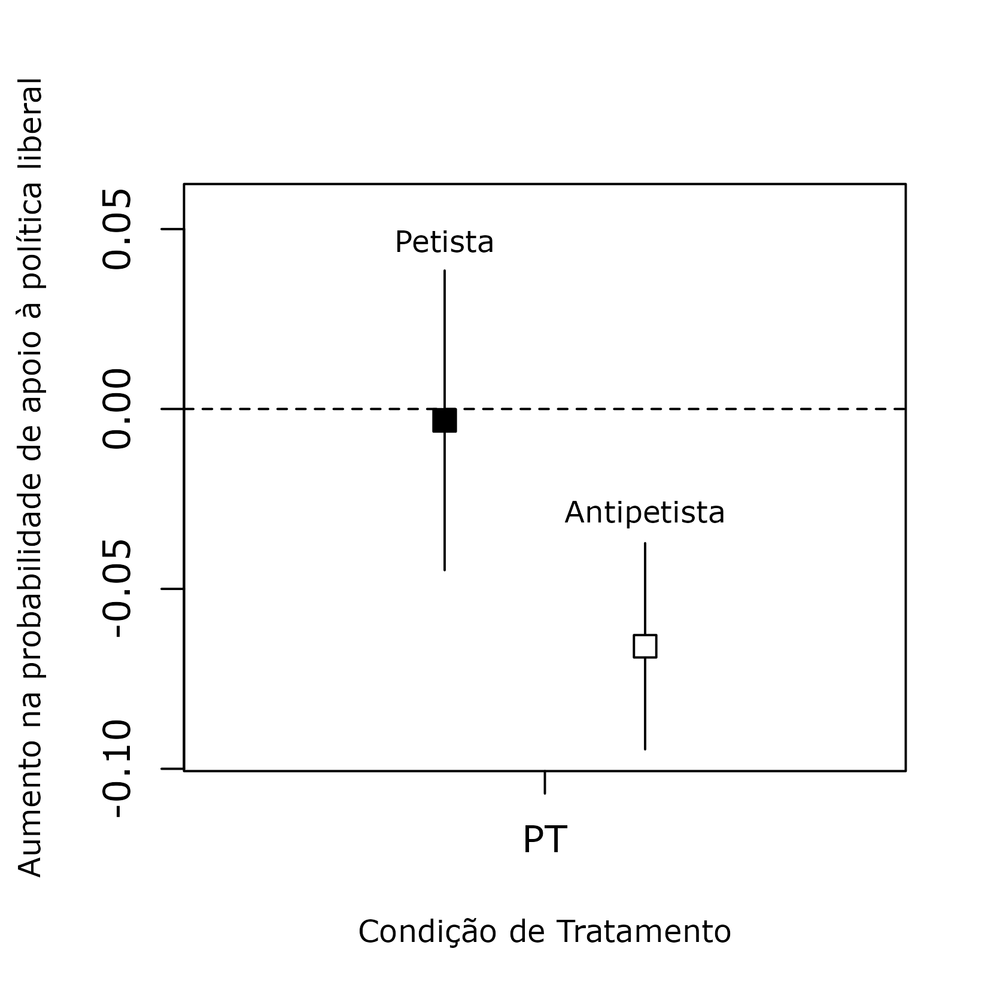 Aumento na probabilidade de apoio à política liberal
0.05
0.00
-0.05
-0.10
Petista
Antipetista
PT
Condição de Tratamento